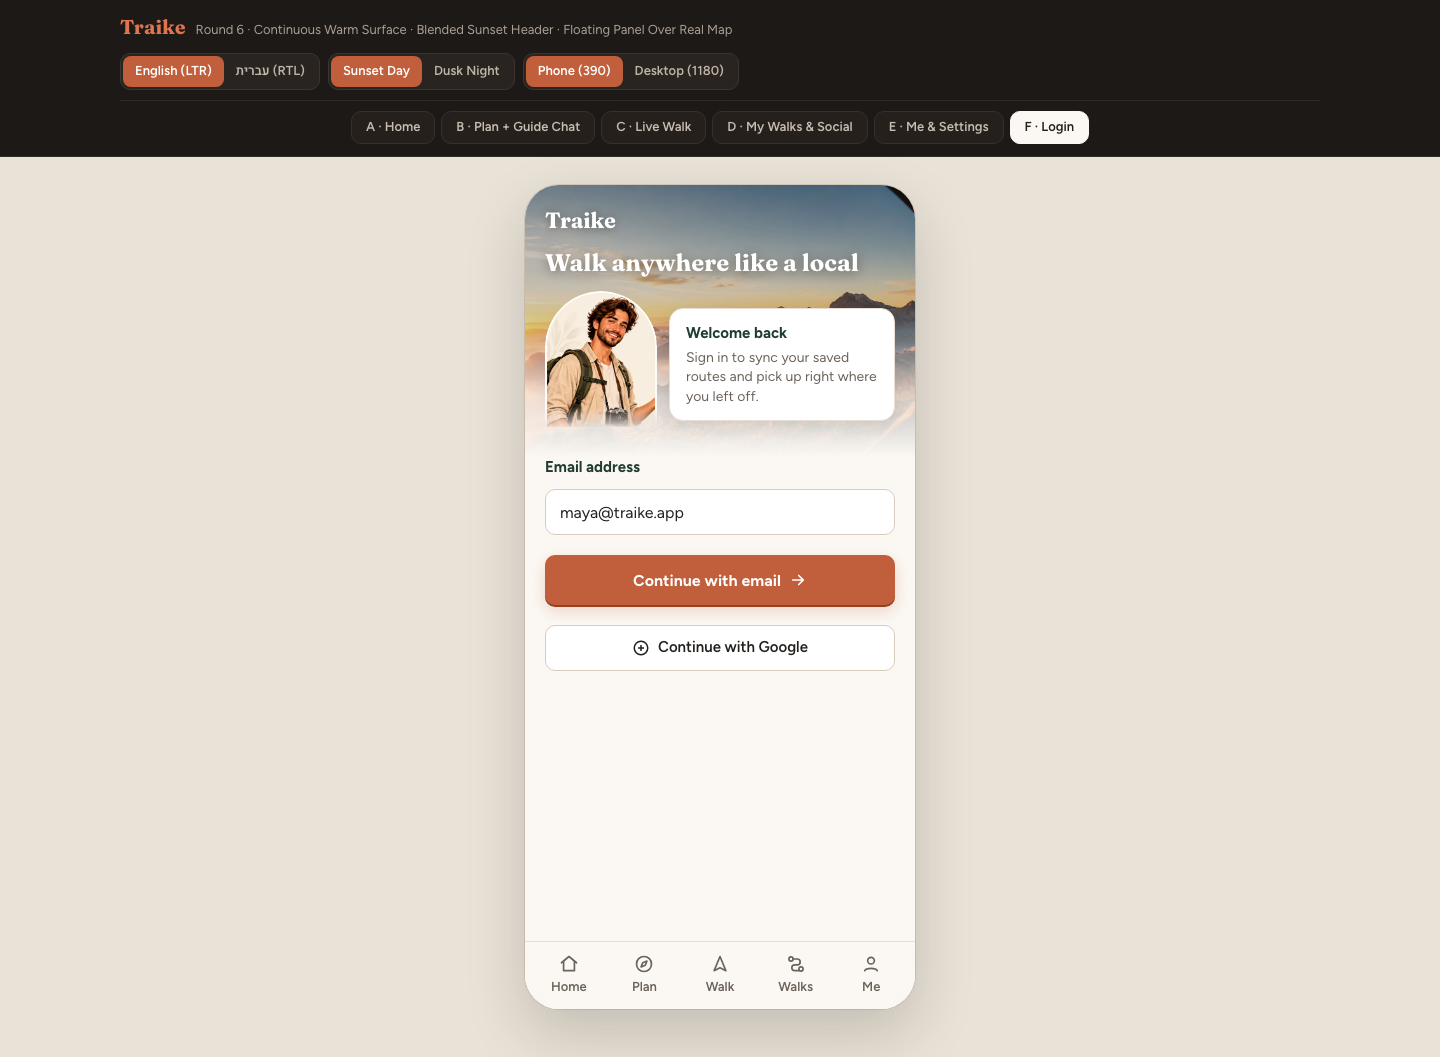 Traike Round 6 · Continuous Warm Surface · Blended Sunset Header · Floating Panel Over Real Map
English (LTR) עברית (RTL) Sunset Day Dusk Night Phone (390) Desktop (1180)
A · Home B · Plan + Guide Chat C · Live Walk D · My Walks & Social E · Me & Settings F · Login
Traike
Walk anywhere like a local
Welcome back
Sign in to sync your saved
routes and pick up right where
you left off.
Email address
maya@traike.app
Continue with email →
Continue with Google
Home Plan Walk Walks Me